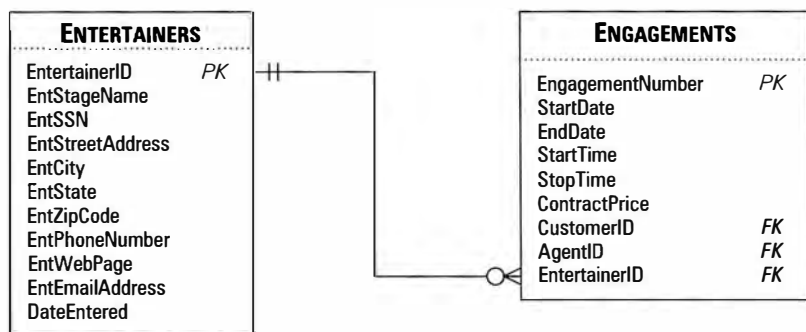 ENTERTAINERS
EntertainerID PK
EntStageName
EntSSN
EntStreetAddress
EntCity
EntState
EntZipCode
EntPhoneNumber
EntWebPage
EntEmailAddress
DateEntered
ENGAGEMENTS
EngagementNumber PK
StartDate
EndDate
StartTime
StopTime
ContractPrice
CustomerID FK
AgentID FK
EntertainerID FK